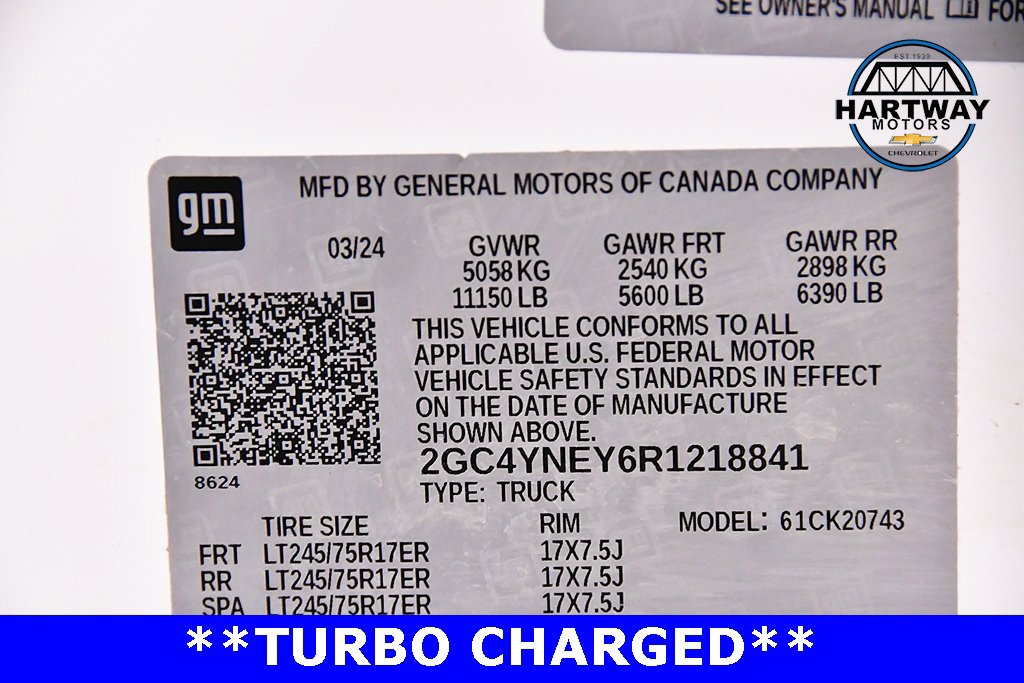 SEE OWNER'S MANUAL
FOR
EST 1939
HARTWAY
MOTORS
CHEVROLET
gm
MFD BY GENERAL MOTORS OF CANADA COMPANY
03/24 GVWR GAWR FRT GAWR RR
5058 KG 2540 KG 2898 KG
11150 LB 5600 LB 6390 LB
THIS VEHICLE CONFORMS TO ALL
APPLICABLE U.S. FEDERAL MOTOR
VEHICLE SAFETY STANDARDS IN EFFECT
ON THE DATE OF MANUFACTURE
SHOWN ABOVE.
2GC4YNEY6R1218841
8624
TYPE: TRUCK
TIRE SIZE RIM MODEL: 61CK20743
FRT LT245/75R17ER 17X7.5J
RR LT245/75R17ER 17X7.5J
SPA LT245/75R17ER 17X7.5J
**TURBO CHARGED**